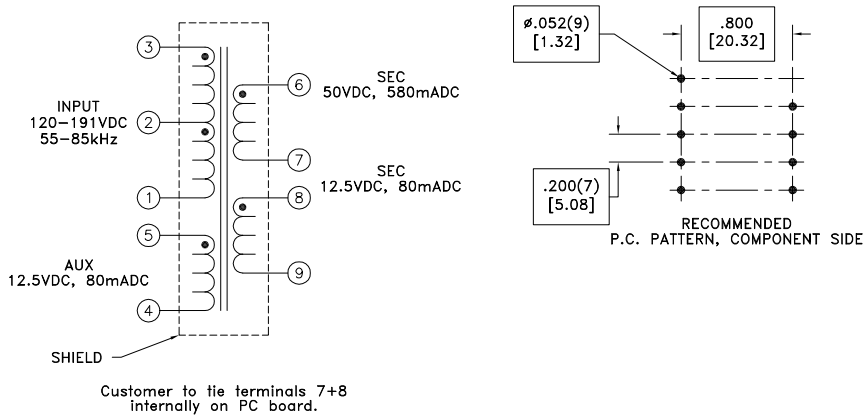 3
INPUT
120-191VDC
55-85kHz
2
1
5
AUX
12.5VDC, 80mADC
4
SHIELD
6
SEC
50VDC, 580mADC
7
SEC
12.5VDC, 80mADC
8
9
Customer to tie terminals 7+8
internally on PC board.
ø.052(9)
[1.32]
.800
[20.32]
.200(7)
[5.08]
RECOMMENDED
P.C. PATTERN, COMPONENT SIDE